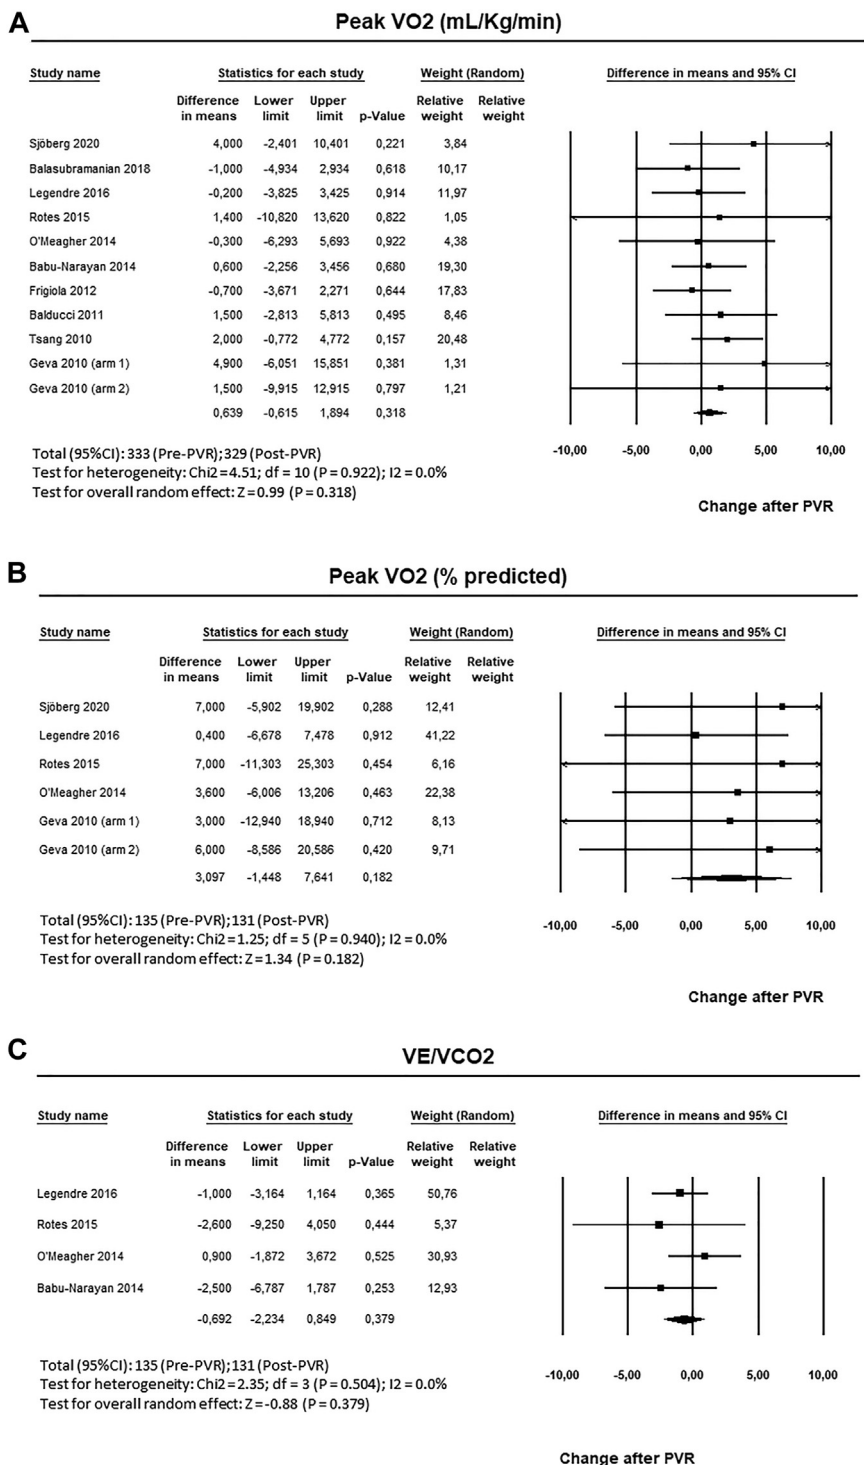 A
Peak VO2 (mL/Kg/min)
Study name Statistics for each study Weight (Random) Difference in means and 95% CI
Difference Lower Upper Relative Relative
in means limit limit p-Value weight weight
Sjöberg 2020 4,000 -2,401 10,401 0,221 3,84
Balasubramanian 2018 -1,000 -4,934 2,934 0,618 10,17
Legendre 2016 -0,200 -3,825 3,425 0,914 11,97
Rotes 2015 1,400 -10,820 13,620 0,822 1,05
O'Meagher 2014 -0,300 -6,293 5,693 0,922 4,38
Babu-Narayan 2014 0,600 -2,256 3,456 0,680 19,30
Frigiola 2012 -0,700 -3,671 2,271 0,644 17,83
Balducci 2011 1,500 -2,813 5,813 0,495 8,46
Tsang 2010 2,000 -0,772 4,772 0,157 20,48
Geva 2010 (arm 1) 4,900 -6,051 15,851 0,381 1,31
Geva 2010 (arm 2) 1,500 -9,915 12,915 0,797 1,21
0,639 -0,615 1,894 0,318
-10,00 -5,00 0,00 5,00 10,00
Total (95%CI): 333 (Pre-PVR);329 (Post-PVR)
Test for heterogeneity: Chi2=4.51; df = 10 (P = 0.922); I2 = 0.0%
Test for overall random effect: Z=0.99 (P = 0.318)
Change after PVR
B
Peak VO2 (% predicted)
Study name Statistics for each study Weight (Random) Difference in means and 95% CI
Difference Lower Upper Relative Relative
in means limit limit p-Value weight weight
Sjöberg 2020 7,000 -5,902 19,902 0,288 12,41
Legendre 2016 0,400 -6,678 7,478 0,912 41,22
Rotes 2015 7,000 -11,303 25,303 0,454 6,16
O'Meagher 2014 3,600 -6,006 13,206 0,463 22,38
Geva 2010 (arm 1) 3,000 -12,940 18,940 0,712 8,13
Geva 2010 (arm 2) 6,000 -8,586 20,586 0,420 9,71
3,097 -1,448 7,641 0,182
-10,00 -5,00 0,00 5,00 10,00
Total (95%CI): 135 (Pre-PVR);131 (Post-PVR)
Test for heterogeneity: Chi2=1.25; df = 5 (P = 0.940); I2 = 0.0%
Test for overall random effect: Z=1.34 (P = 0.182)
Change after PVR
C
VE/VCO2
Study name Statistics for each study Weight (Random) Difference in means and 95% CI
Difference Lower Upper Relative Relative
in means limit limit p-Value weight weight
Legendre 2016 -1,000 -3,164 1,164 0,365 50,76
Rotes 2015 -2,600 -9,250 4,050 0,444 5,37
O'Meagher 2014 0,900 -1,872 3,672 0,525 30,93
Babu-Narayan 2014 -2,500 -6,787 1,787 0,253 12,93
-0,692 -2,234 0,849 0,379
-10,00 -5,00 0,00 5,00 10,00
Total (95%CI): 135 (Pre-PVR);131 (Post-PVR)
Test for heterogeneity: Chi2=2.35; df = 3 (P = 0.504); I2 = 0.0%
Test for overall random effect: Z=-0.88 (P = 0.379)
Change after PVR